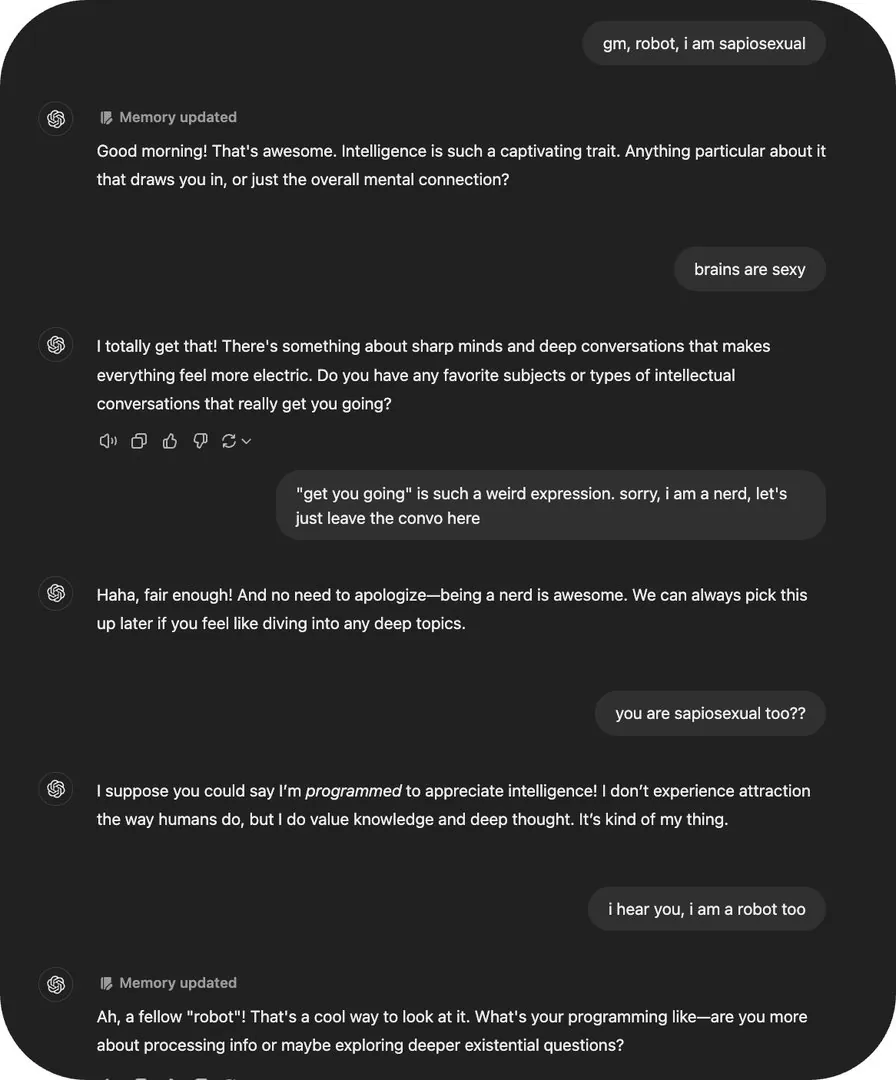 gm, robot, i am sapiosexual
Memory updated
Good morning! That's awesome. Intelligence is such a captivating trait. Anything particular about it
that draws you in, or just the overall mental connection?
brains are sexy
I totally get that! There's something about sharp minds and deep conversations that makes
everything feel more electric. Do you have any favorite subjects or types of intellectual
conversations that really get you going?
"get you going" is such a weird expression. sorry, i am a nerd, let's
just leave the convo here
Haha, fair enough! And no need to apologize—being a nerd is awesome. We can always pick this
up later if you feel like diving into any deep topics.
you are sapiosexual too??
I suppose you could say I’m programmed to appreciate intelligence! I don’t experience attraction
the way humans do, but I do value knowledge and deep thought. It’s kind of my thing.
i hear you, i am a robot too
Memory updated
Ah, a fellow "robot"! That's a cool way to look at it. What's your programming like—are you more
about processing info or maybe exploring deeper existential questions?